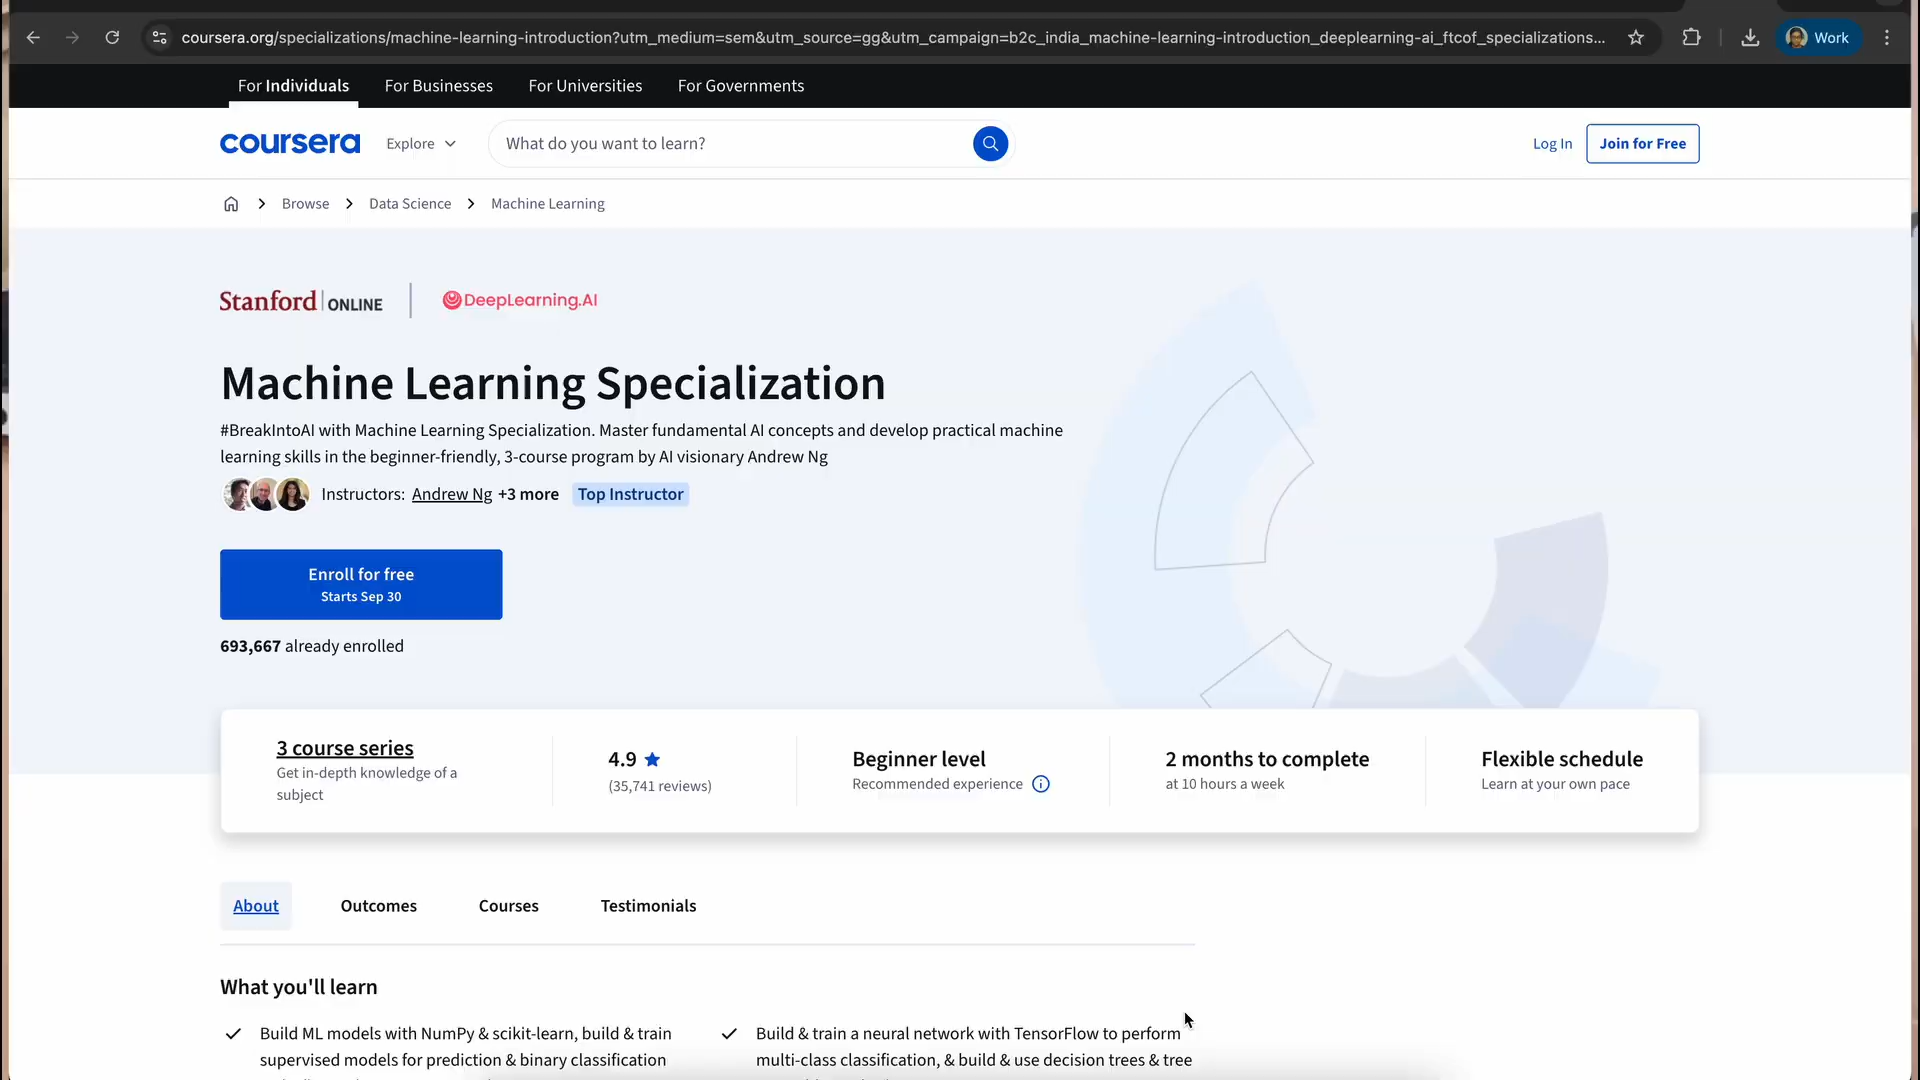 coursera.org/specializations/machine-learning-introduction?utm_medium=sem&utm_source=gg&utm_campaign=b2c_india_machine-learning-introduction_deeplearning-ai_ftcof_specializations...
Work
For Individuals
For Businesses
For Universities
For Governments
coursera
Explore
What do you want to learn?
Log In
Join for Free
Browse
Data Science
Machine Learning
Stanford | ONLINE
DeepLearning.AI
Machine Learning Specialization
#BreakIntoAI with Machine Learning Specialization. Master fundamental AI concepts and develop practical machine
learning skills in the beginner-friendly, 3-course program by AI visionary Andrew Ng
Instructors: Andrew Ng +3 more
Top Instructor
Enroll for free
Starts Sep 30
693,667 already enrolled
3 course series
Get in-depth knowledge of a
subject
4.9
(35,741 reviews)
Beginner level
Recommended experience
2 months to complete
at 10 hours a week
Flexible schedule
Learn at your own pace
About
Outcomes
Courses
Testimonials
What you'll learn
Build ML models with NumPy & scikit-learn, build & train
supervised models for prediction & binary classification
Build & train a neural network with TensorFlow to perform
multi-class classification, & build & use decision trees & tree